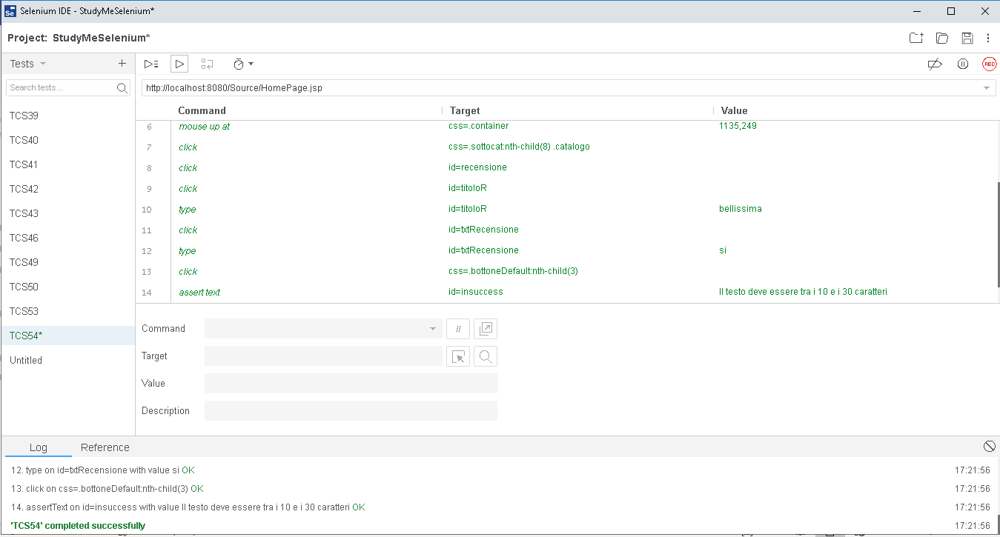 Se Selenium IDE - StudyMeSelenium*
Project: StudyMeSelenium*
Tests
REC
Search tests...
http://localhost:8080/Source/HomePage.jsp
Command Target Value
6 mouse up at css=.container 1135,249
7 click css=.sottocat:nth-child(8) .catalogo
8 click id=recensione
9 click id=titoloR
10 type id=titoloR bellissima
11 click id=txtRecensione
12 type id=txtRecensione si
13 click css=.bottoneDefault:nth-child(3)
14 assert text id=insuccess Il testo deve essere tra i 10 e i 30 caratteri
TCS39
TCS40
TCS41
TCS42
TCS43
TCS46
TCS49
TCS50
TCS53
TCS54*
Untitled
Command //
Target
Value
Description
Log Reference
12. type on id=txtRecensione with value si OK 17:21:56
13. click on css=.bottoneDefault:nth-child(3) OK 17:21:56
14. assertText on id=insuccess with value Il testo deve essere tra i 10 e i 30 caratteri OK 17:21:56
'TCS54' completed successfully 17:21:56